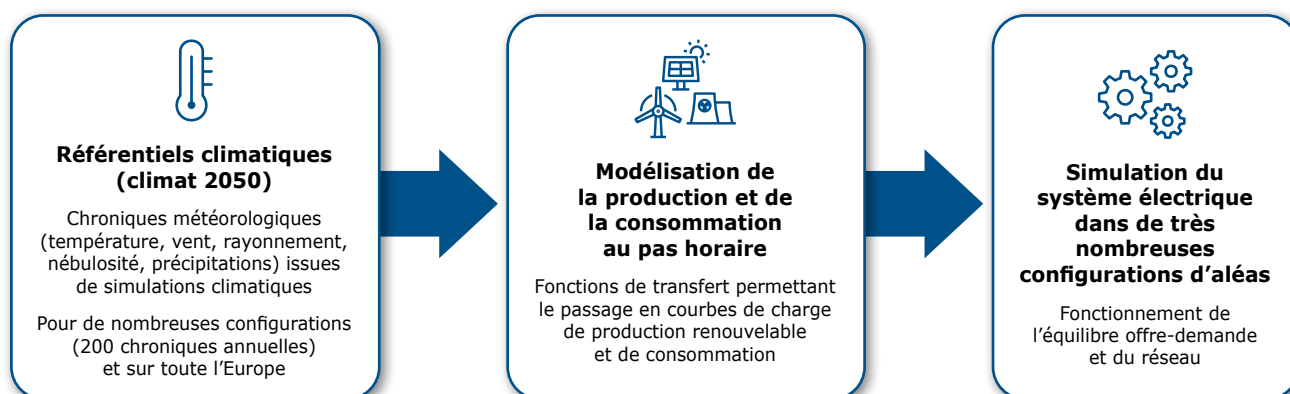 Référentiels climatiques
(climat 2050)
Chroniques météorologiques
(température, vent, rayonnement,
nébulosité, précipitations) issues
de simulations climatiques
Pour de nombreuses configurations
(200 chroniques annuelles)
et sur toute l’Europe
Modélisation de
la production et de
la consommation
au pas horaire
Fonctions de transfert permettant
le passage en courbes de charge
de production renouvelable
et de consommation
Simulation du
système électrique
dans de très
nombreuses
configurations d’aléas
Fonctionnement de
l’équilibre offre-demande
et du réseau